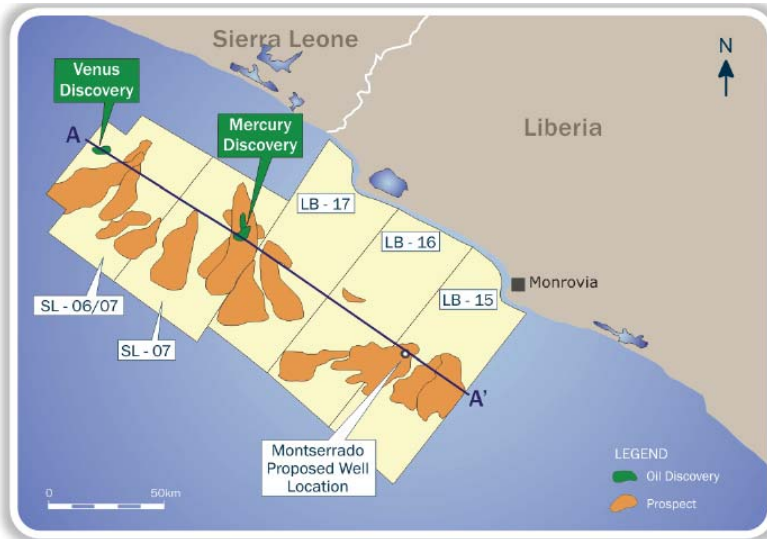 Sierra Leone
Venus
Discovery
N
A
Mercury
Discovery
Liberia
LB - 17
LB - 16
Monrovia
LB - 15
SL - 06/07
SL - 07
A'
Montserrado
Proposed Well
Location
LEGEND
Oil Discovery
Prospect
0 50km